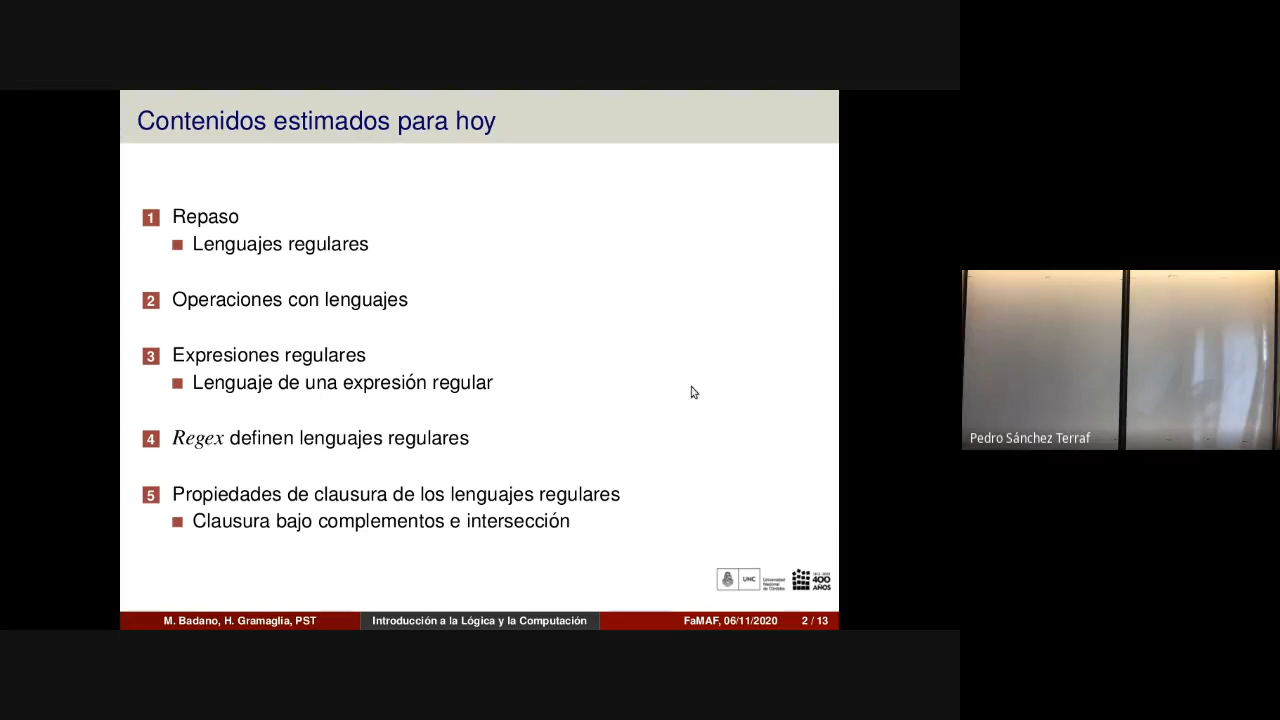 Contenidos estimados para hoy
1 Repaso
Lenguajes regulares
2 Operaciones con lenguajes
3 Expresiones regulares
Lenguaje de una expresión regular
4 Regex definen lenguajes regulares
5 Propiedades de clausura de los lenguajes regulares
Clausura bajo complementos e intersección
UNC
Universidad
Nacional
de Córdoba
400
AÑOS
M. Badano, H. Gramaglia, PST
Introducción a la Lógica y la Computación
FaMAF, 06/11/2020
2 / 13
Pedro Sánchez Terraf